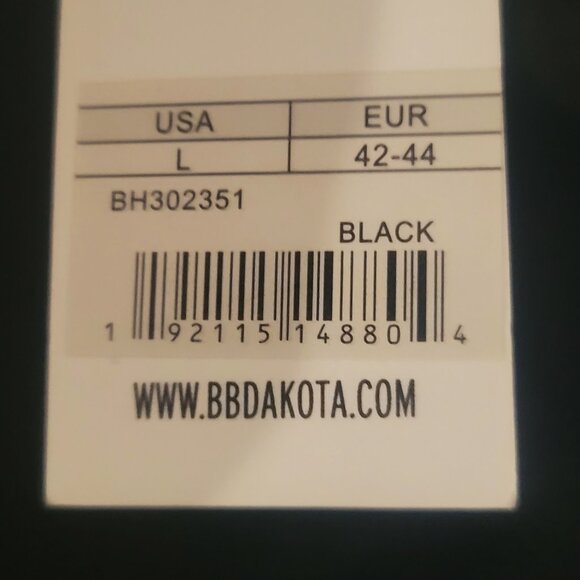 USA EUR
L 42-44
BH302351
BLACK
1 92115 14880 4
WWW.BBDAKOTA.COM